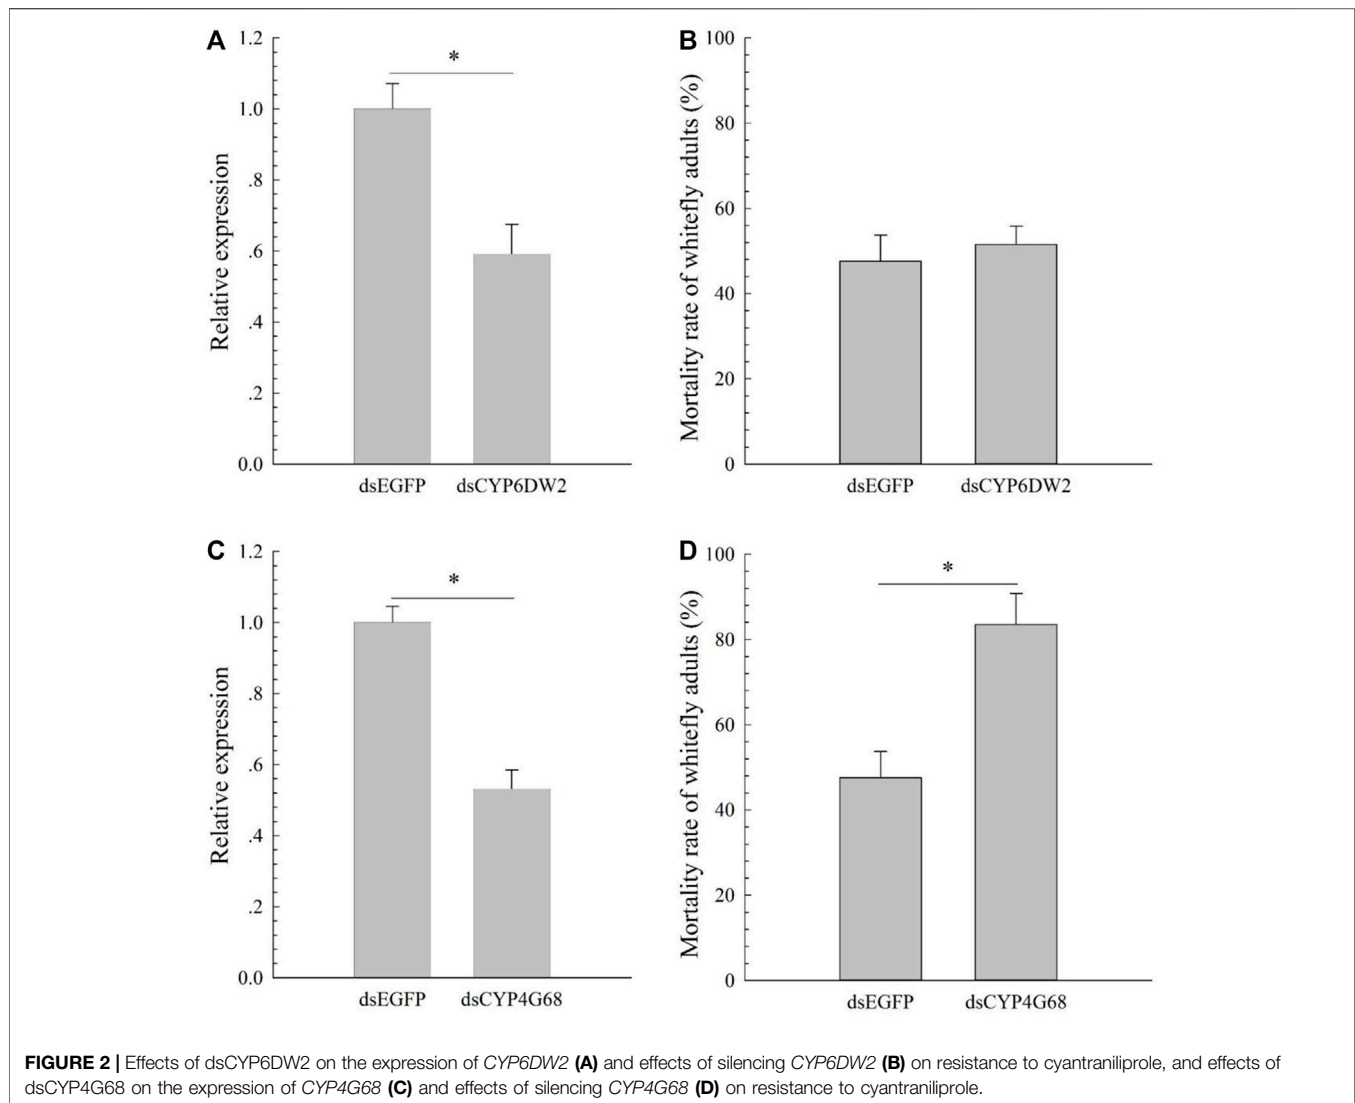 A
1.2
1.0
.8
.6
.4
.2
0.0
Relative expression
*
dsEGFP dsCYP6DW2
B
100
80
60
40
20
0
Mortality rate of whitefly adults (%)
dsEGFP dsCYP6DW2
C
1.2
1.0
.8
.6
.4
.2
0.0
Relative expression
*
dsEGFP dsCYP4G68
D
100
80
60
40
20
0
Mortality rate of whitefly adults (%)
*
dsEGFP dsCYP4G68
FIGURE 2 | Effects of dsCYP6DW2 on the expression of CYP6DW2 (A) and effects of silencing CYP6DW2 (B) on resistance to cyantraniliprole, and effects of
dsCYP4G68 on the expression of CYP4G68 (C) and effects of silencing CYP4G68 (D) on resistance to cyantraniliprole.